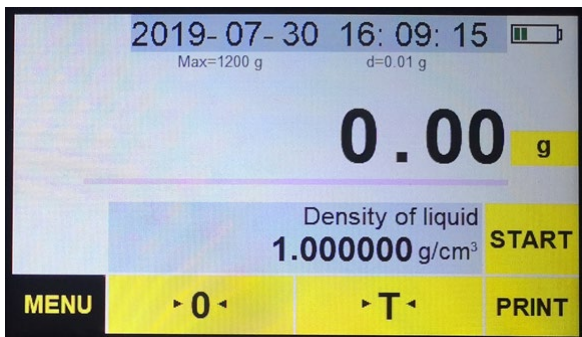 2019-07-30 16:09:15
Max=1200 g d=0.01 g
0.00 g
Density of liquid
1.000000 g/cm³
START
MENU ►0◄ ►T◄ PRINT